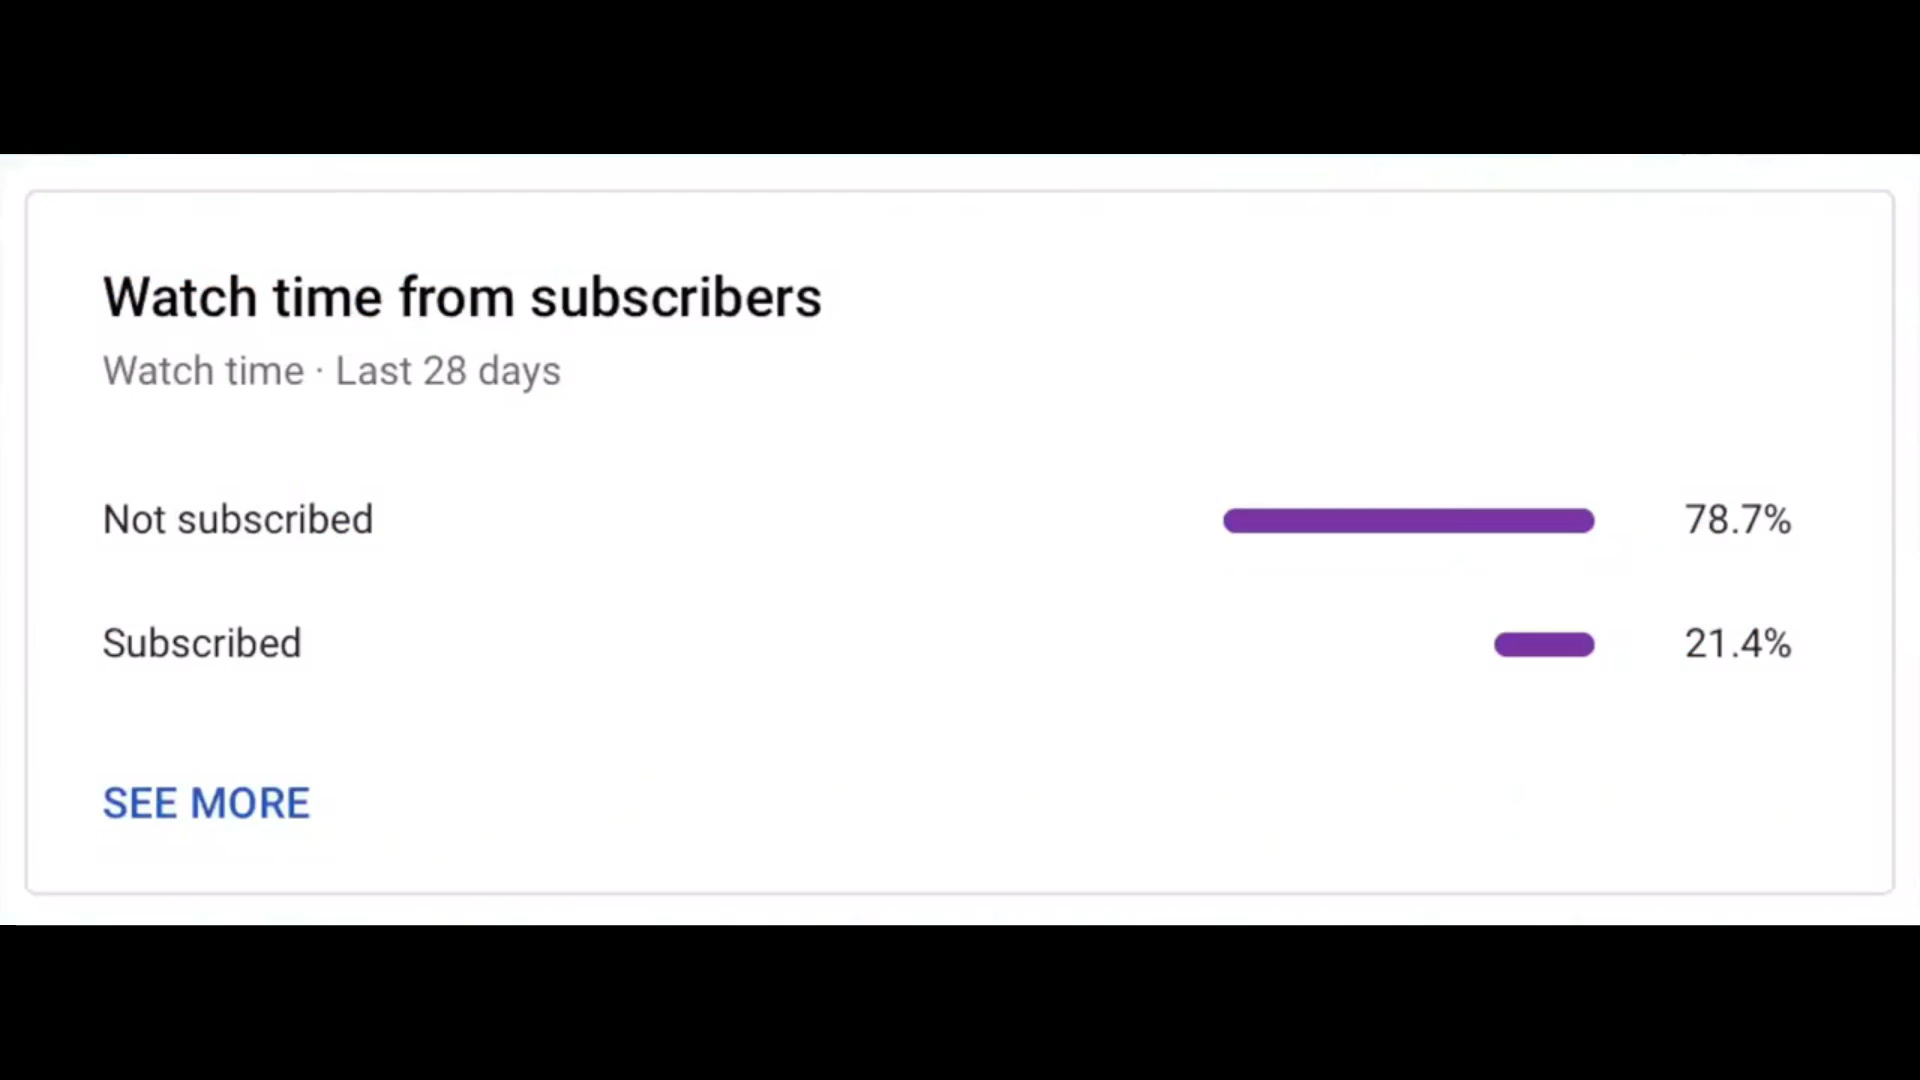 Watch time from subscribers
Watch time · Last 28 days
Not subscribed 78.7%
Subscribed 21.4%
SEE MORE